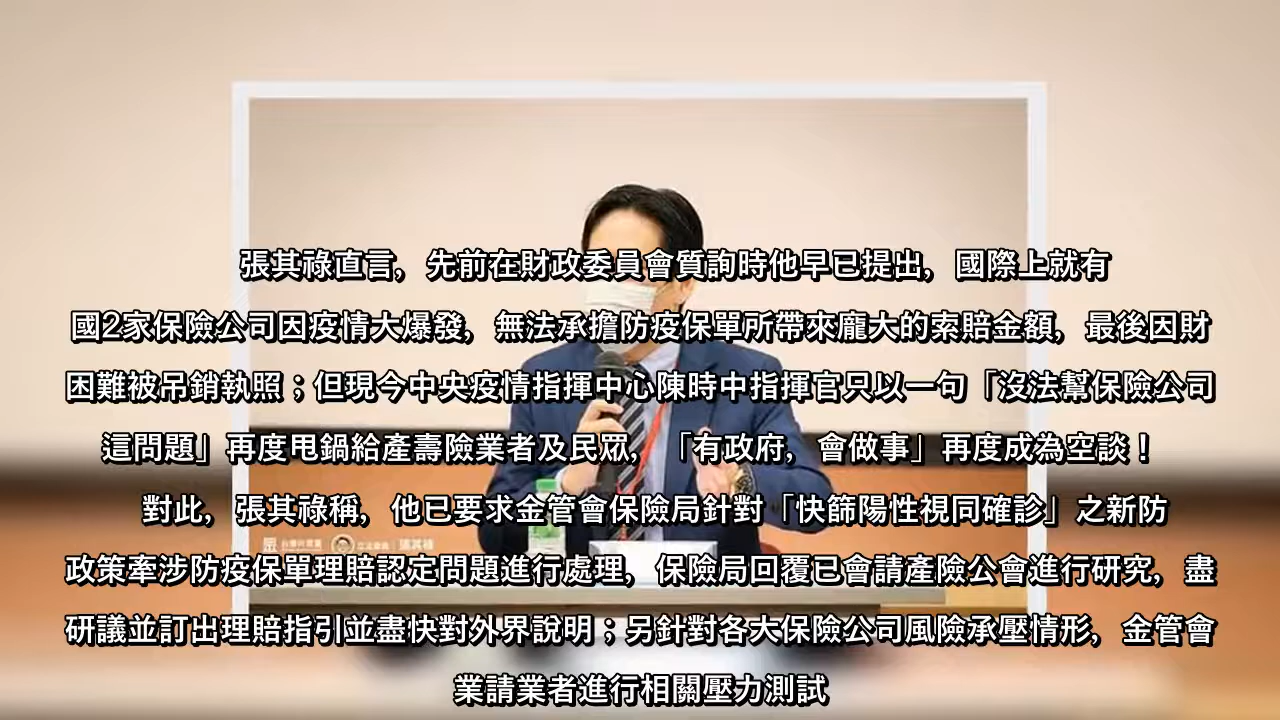 張其祿直言，先前在財政委員會質詢時他早已提出，國際上就有
國2家保險公司因疫情大爆發，無法承擔防疫保單所帶來龐大的索賠金額，最後因財
困難被吊銷執照；但現今中央疫情指揮中心陳時中指揮官只以一句「沒法幫保險公司
這問題」再度甩鍋給產壽險業者及民眾，「有政府，會做事」再度成為空談！
對此，張其祿稱，他已要求金管會保險局針對「快篩陽性視同確診」之新防
政策牽涉防疫保單理賠認定問題進行處理，保險局回覆已會請產險公會進行研究，盡
研議並訂出理賠指引並盡快對外界說明；另針對各大保險公司風險承壓情形，金管會
業請業者進行相關壓力測試
台灣民眾黨
立法委員 張其祿